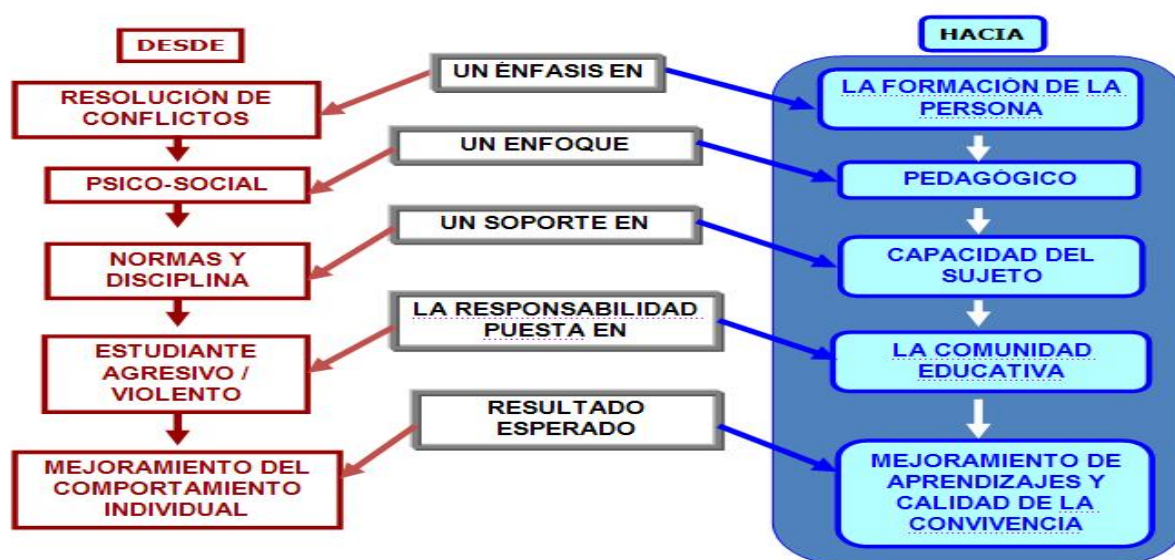 DESDE
HACIA
UN ÉNFASIS EN
RESOLUCIÓN DE
CONFLICTOS
LA FORMACIÓN DE LA
PERSONA
UN ENFOQUE
PSICO-SOCIAL
PEDAGÓGICO
UN SOPORTE EN
NORMAS Y
DISCIPLINA
CAPACIDAD DEL
SUJETO
LA RESPONSABILIDAD
PUESTA EN
ESTUDIANTE
AGRESIVO /
VIOLENTO
LA COMUNIDAD
EDUCATIVA
RESULTADO
ESPERADO
MEJORAMIENTO DEL
COMPORTAMIENTO
INDIVIDUAL
MEJORAMIENTO DE
APRENDIZAJES Y
CALIDAD DE LA
CONVIVENCIA